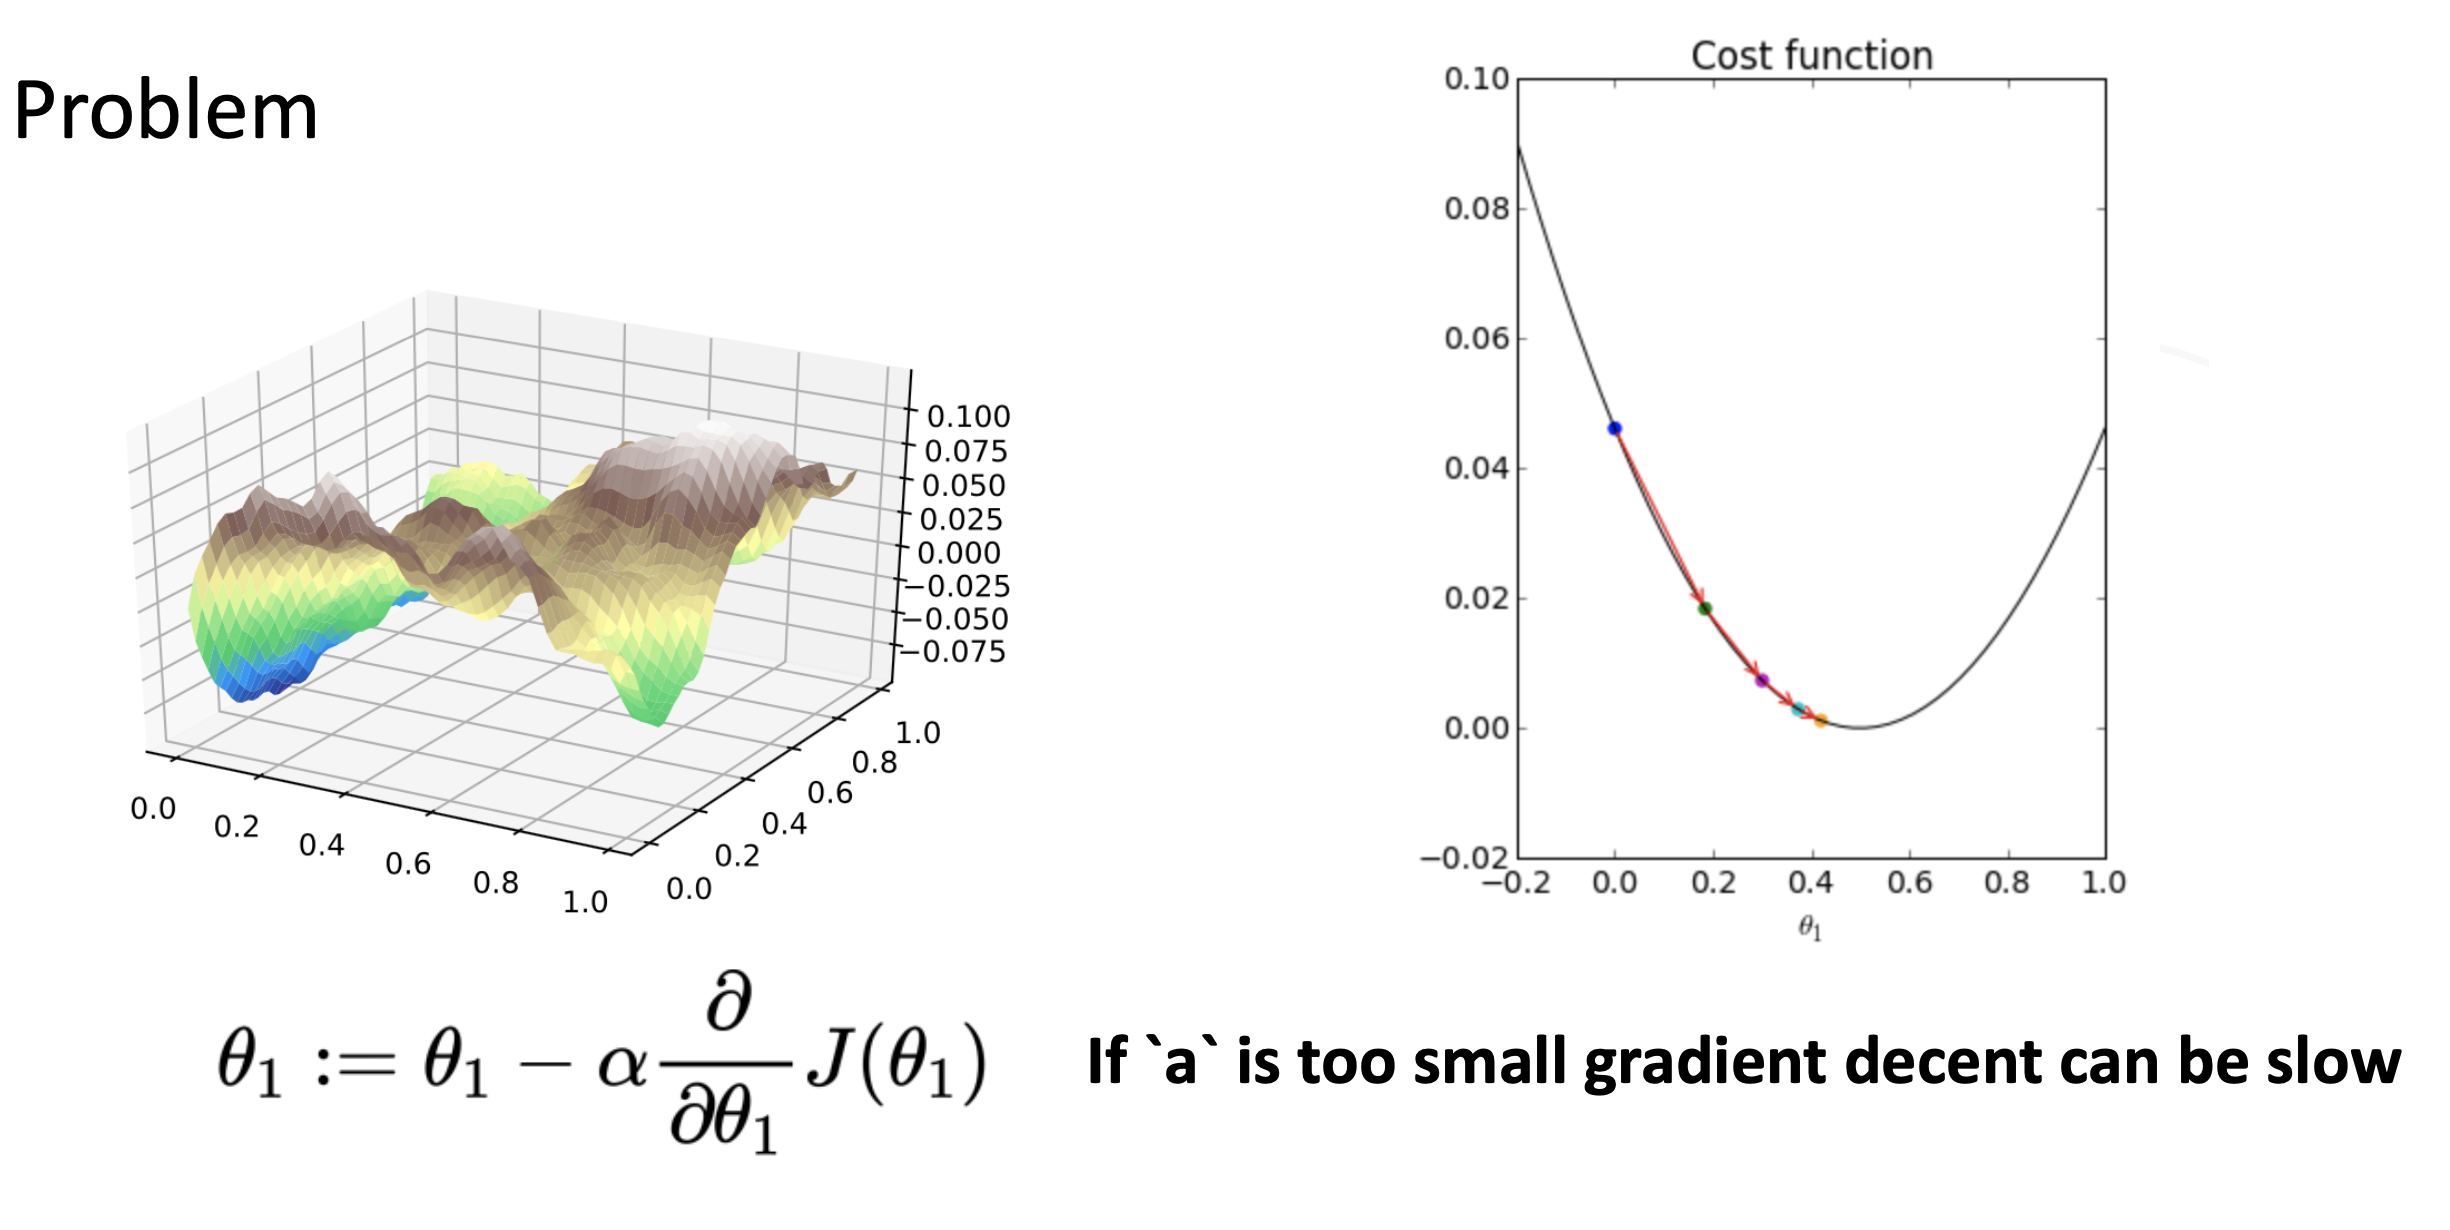 Problem
Cost function
0.10
0.08
0.06
0.04
0.02
0.00
−0.02
−0.2 0.0 0.2 0.4 0.6 0.8 1.0
θ₁
0.100
0.075
0.050
0.025
0.000
−0.025
−0.050
−0.075
0.0 0.2 0.4 0.6 0.8 1.0
0.0 0.2 0.4 0.6 0.8 1.0
θ₁ := θ₁ − α ∂/∂θ₁ J(θ₁)
If `a` is too small gradient decent can be slow